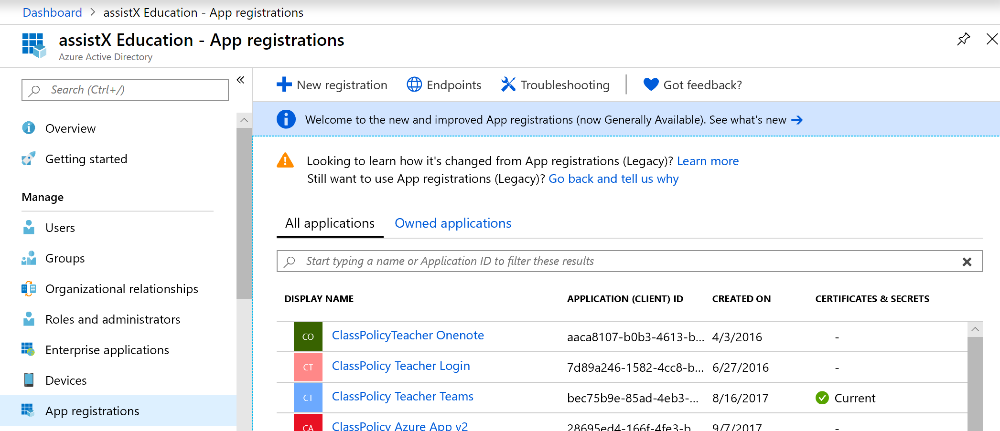 Dashboard > assistX Education - App registrations
assistX Education - App registrations
Azure Active Directory
Search (Ctrl+/)
«
Overview
Getting started
Manage
Users
Groups
Organizational relationships
Roles and administrators
Enterprise applications
Devices
App registrations
New registration Endpoints Troubleshooting Got feedback?
Welcome to the new and improved App registrations (now Generally Available). See what's new →
Looking to learn how it's changed from App registrations (Legacy)? Learn more
Still want to use App registrations (Legacy)? Go back and tell us why
All applications Owned applications
Start typing a name or Application ID to filter these results
DISPLAY NAME APPLICATION (CLIENT) ID CREATED ON CERTIFICATES & SECRETS
CO ClassPolicyTeacher Onenote aaca8107-b0b3-4613-b... 4/3/2016 -
CT ClassPolicy Teacher Login 7d89a246-1582-4cc8-b... 6/27/2016 -
CT ClassPolicy Teacher Teams bec75b9e-85ad-4eb3-... 8/16/2017 Current
CA ClassPolicy Azure App v2 28695ed4-166f-4fe3-b 9/7/2017 -